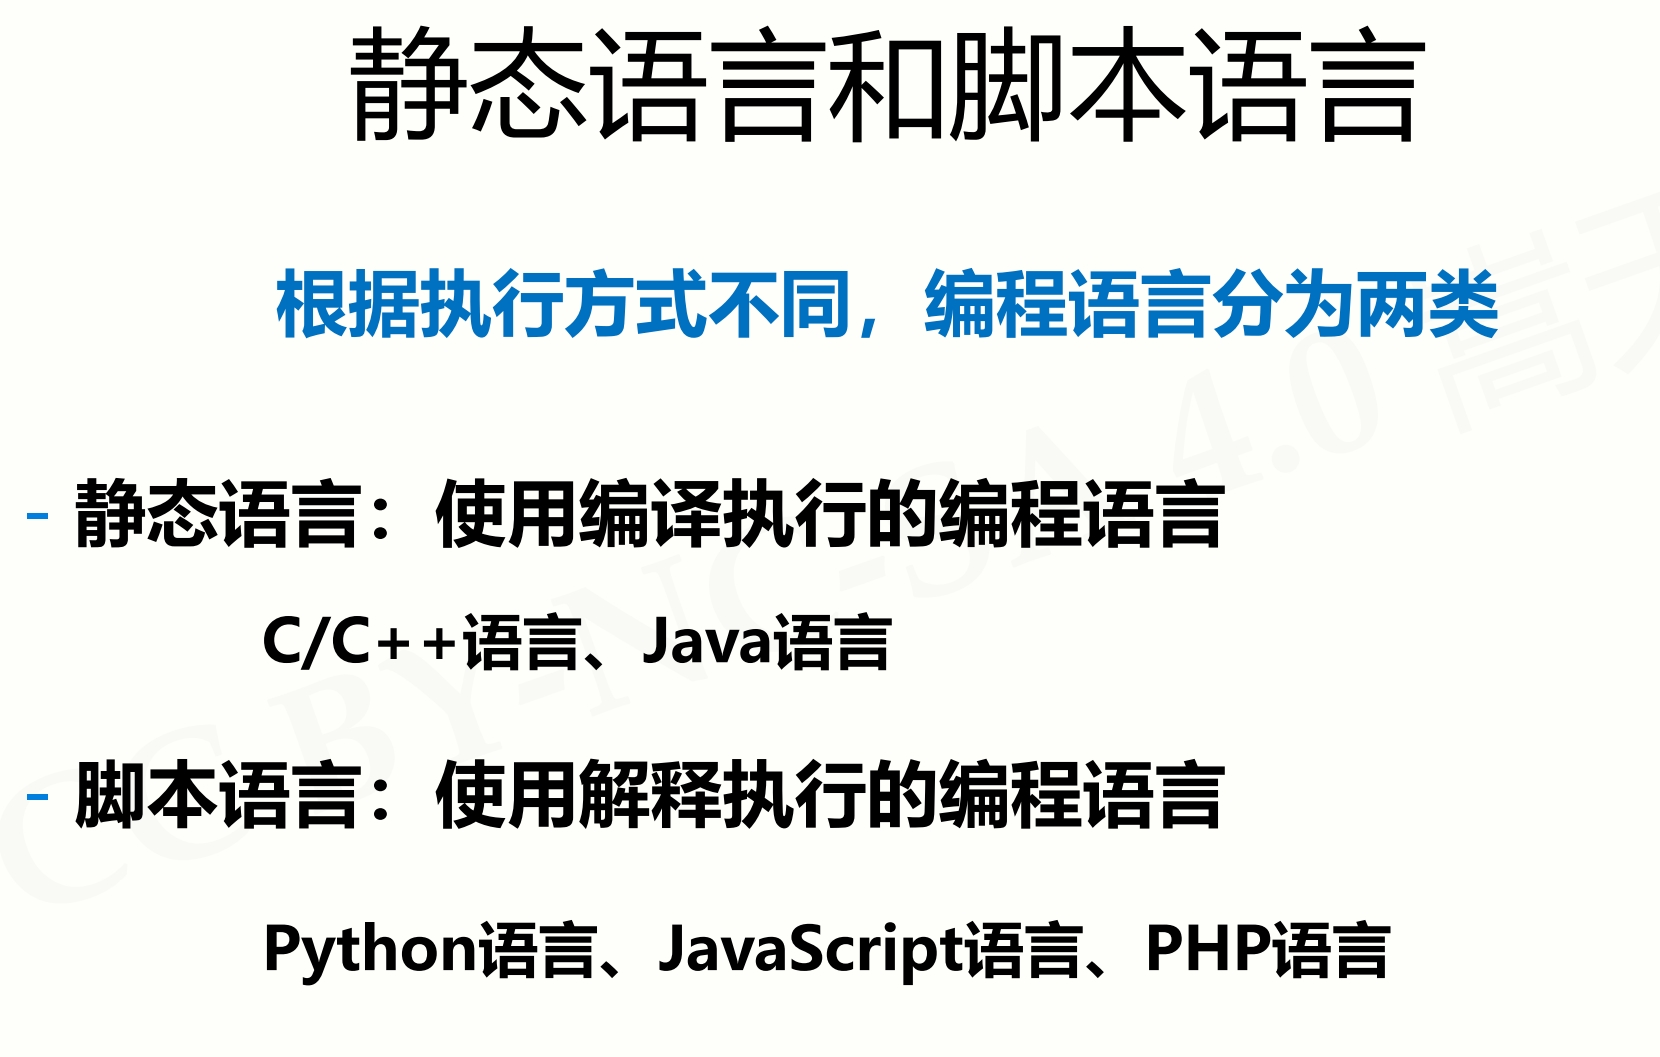 静态语言和脚本语言
根据执行方式不同，编程语言分为两类
- 静态语言：使用编译执行的编程语言
C/C++语言、Java语言
- 脚本语言：使用解释执行的编程语言
Python语言、JavaScript语言、PHP语言
CC BY-NC-SA 4.0 嵩天